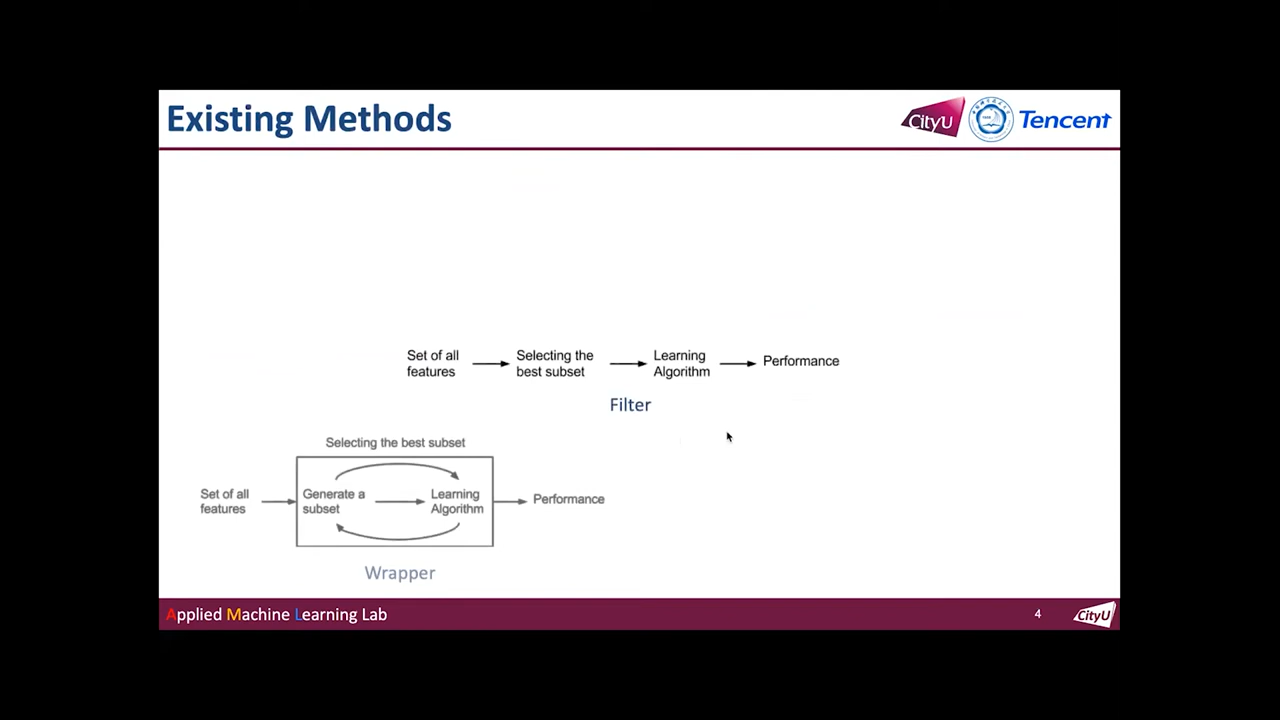 Existing Methods
CityU
Tencent
Set of all
features
Selecting the
best subset
Learning
Algorithm
Performance
Filter
Selecting the best subset
Set of all
features
Generate a
subset
Learning
Algorithm
Performance
Wrapper
Applied Machine Learning Lab
4
CityU